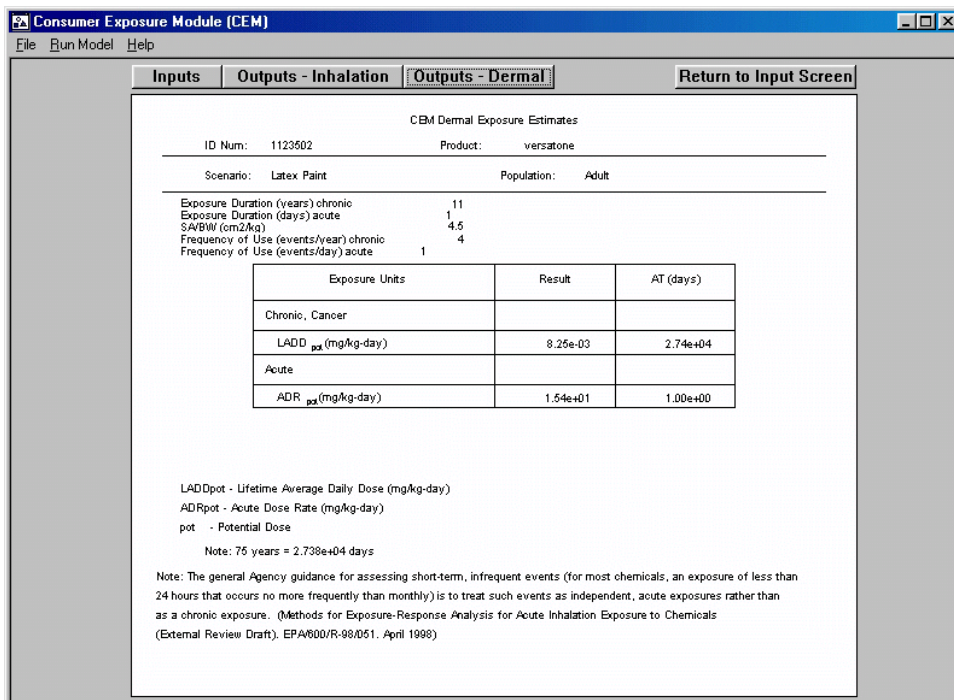 Consumer Exposure Module (CEM)
File Run Model Help
Inputs Outputs - Inhalation Outputs - Dermal Return to Input Screen
CEM Dermal Exposure Estimates
ID Num: 1123502 Product: versatone
Scenario: Latex Paint Population: Adult
Exposure Duration (years) chronic 11
Exposure Duration (days) acute 1
SA/BW (cm2/kg) 4.5
Frequency of Use (events/year) chronic 4
Frequency of Use (events/day) acute 1
Exposure Units Result AT (days)
Chronic, Cancer
LADD pot (mg/kg-day) 8.25e-03 2.74e+04
Acute
ADR pot (mg/kg-day) 1.54e+01 1.00e+00
LADDpot - Lifetime Average Daily Dose (mg/kg-day)
ADRpot - Acute Dose Rate (mg/kg-day)
pot - Potential Dose
Note: 75 years = 2.738e+04 days
Note: The general Agency guidance for assessing short-term, infrequent events (for most chemicals, an exposure of less than
24 hours that occurs no more frequently than monthly) is to treat such events as independent, acute exposures rather than
as a chronic exposure. (Methods for Exposure-Response Analysis for Acute Inhalation Exposure to Chemicals
(External Review Draft). EPA/600/R-98/051. April 1998)